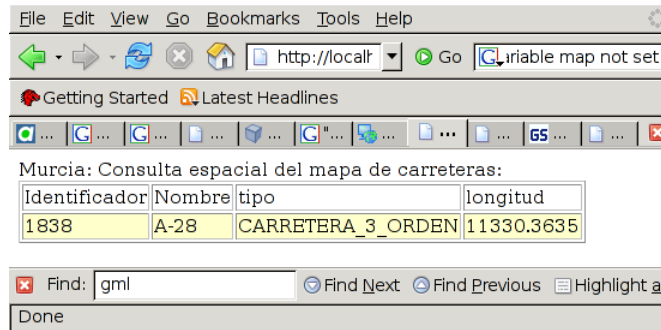 File Edit View Go Bookmarks Tools Help
http://localh Go G ariable map not set
Getting Started Latest Headlines
... G ... G ... ... ... G "... ... ... ... GS ... ...
Murcia: Consulta espacial del mapa de carreteras:
Identificador Nombre tipo longitud
1838 A-28 CARRETERA_3_ORDEN 11330.3635
Find: gml Find Next Find Previous Highlight a
Done